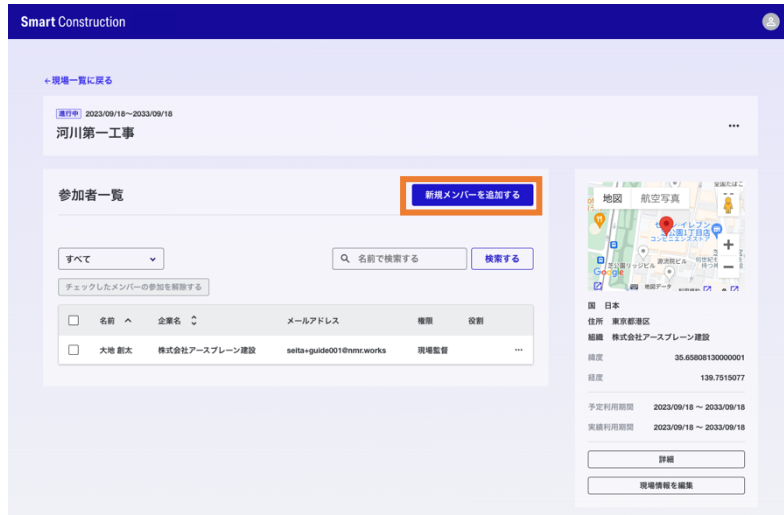 Smart Construction
←現場一覧に戻る
進行中 2023/09/18～2033/09/18
河川第一工事
参加者一覧
新規メンバーを追加する
すべて
名前で検索する
検索する
チェックしたメンバーの参加を解除する
名前 企業名 メールアドレス 権限 役割
大地 創太 株式会社アースブレーン建設 seita+guide001@nmr.works 現場監督
地図 航空写真
Google
地図データ
国 日本
住所 東京都港区
組織 株式会社アースブレーン建設
緯度 35.65808130000001
経度 139.7515077
予定利用期間 2023/09/18 ～ 2033/09/18
実績利用期間 2023/09/18 ～ 2033/09/18
詳細
現場情報を編集